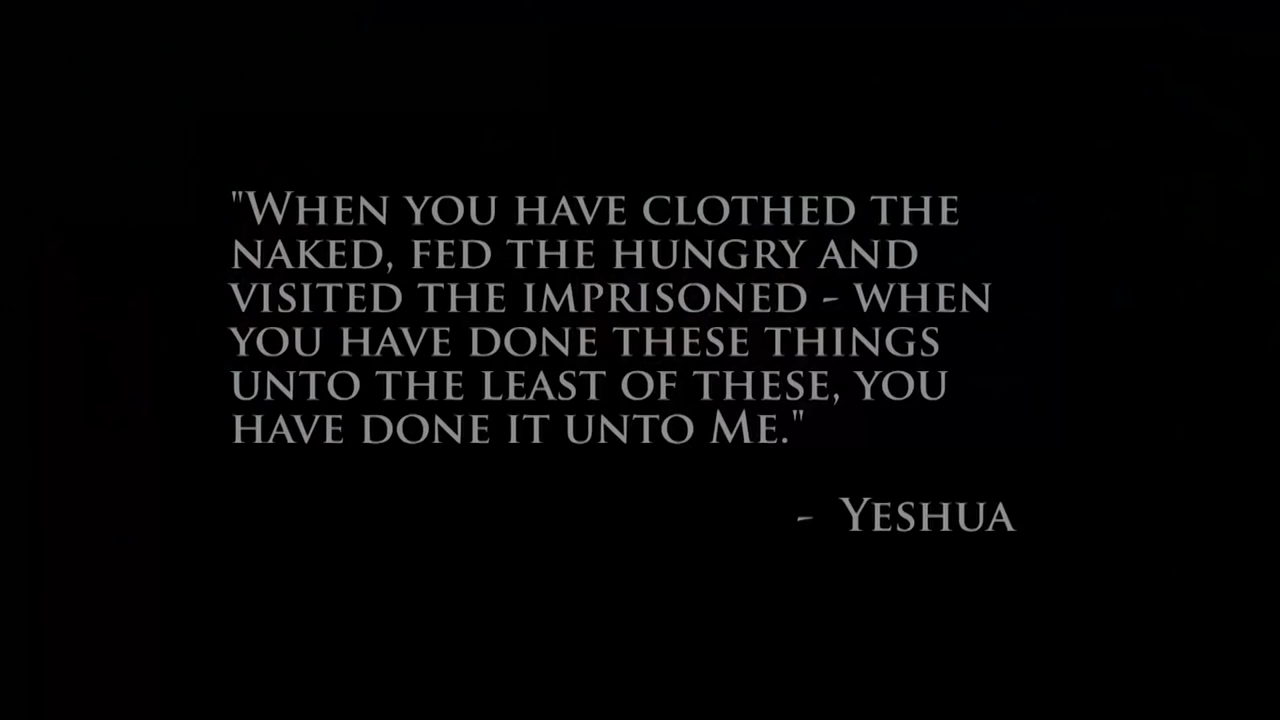 "When you have clothed the
naked, fed the hungry and
visited the imprisoned - when
you have done these things
unto the least of these, you
have done it unto Me."
- Yeshua